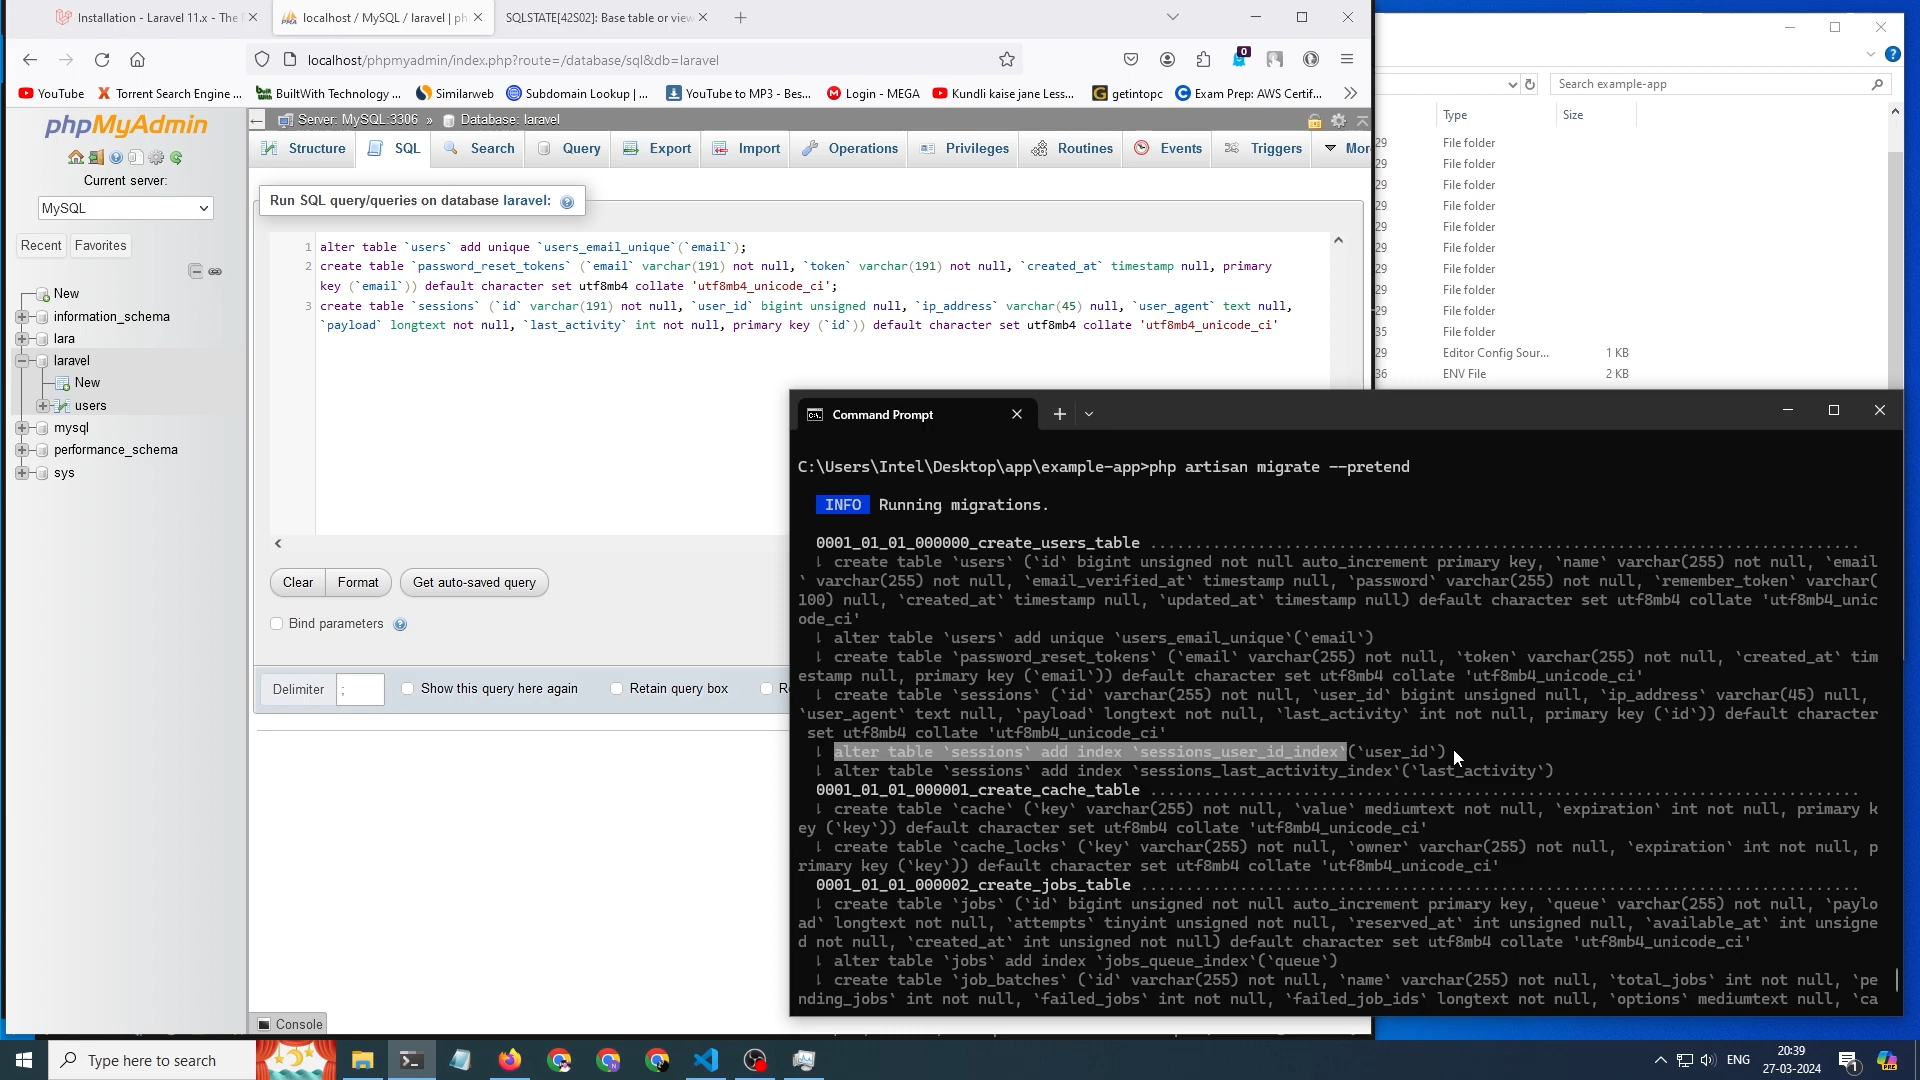 Installation - Laravel 11.x - The
localhost / MySQL / laravel | ph
SQLSTATE[42S02]: Base table or view
localhost/phpmyadmin/index.php?route=/database/sql&db=laravel
0
Search example-app
YouTube
Torrent Search Engine ...
BuiltWith Technology ...
Similarweb
Subdomain Lookup | ...
YouTube to MP3 - Bes...
Login - MEGA
Kundli kaise jane Less...
getintopc
Exam Prep: AWS Certif...
phpMyAdmin
Current server:
MySQL
Recent
Favorites
New
information_schema
lara
laravel
New
users
mysql
performance_schema
sys
Server: MySQL:3306 » Database: laravel
Structure
SQL
Search
Query
Export
Import
Operations
Privileges
Routines
Events
Triggers
Mor
Run SQL query/queries on database laravel:
1 alter table `users` add unique `users_email_unique`(`email`);
2 create table `password_reset_tokens` (`email` varchar(191) not null, `token` varchar(191) not null, `created_at` timestamp null, primary
key (`email`)) default character set utf8mb4 collate 'utf8mb4_unicode_ci';
3 create table `sessions` (`id` varchar(191) not null, `user_id` bigint unsigned null, `ip_address` varchar(45) null, `user_agent` text null,
`payload` longtext not null, `last_activity` int not null, primary key (`id`)) default character set utf8mb4 collate 'utf8mb4_unicode_ci'
Clear
Format
Get auto-saved query
Bind parameters
Delimiter
;
Show this query here again
Retain query box
R
Console
Type
Size
29 File folder
29 File folder
29 File folder
29 File folder
29 File folder
29 File folder
29 File folder
29 File folder
29 File folder
35 File folder
29 Editor Config Sour... 1 KB
36 ENV File 2 KB
Command Prompt
C:\Users\Intel\Desktop\app\example-app>php artisan migrate --pretend
INFO Running migrations.
0001_01_01_000000_create_users_table
↓ create table `users` (`id` bigint unsigned not null auto_increment primary key, `name` varchar(255) not null, `email
` varchar(255) not null, `email_verified_at` timestamp null, `password` varchar(255) not null, `remember_token` varchar(
100) null, `created_at` timestamp null, `updated_at` timestamp null) default character set utf8mb4 collate 'utf8mb4_unic
ode_ci'
↓ alter table `users` add unique `users_email_unique`(`email`)
↓ create table `password_reset_tokens` (`email` varchar(255) not null, `token` varchar(255) not null, `created_at` tim
estamp null, primary key (`email`)) default character set utf8mb4 collate 'utf8mb4_unicode_ci'
↓ create table `sessions` (`id` varchar(255) not null, `user_id` bigint unsigned null, `ip_address` varchar(45) null,
`user_agent` text null, `payload` longtext not null, `last_activity` int not null, primary key (`id`)) default character
set utf8mb4 collate 'utf8mb4_unicode_ci'
↓ alter table `sessions` add index `sessions_user_id_index`(`user_id`)
↓ alter table `sessions` add index `sessions_last_activity_index`(`last_activity`)
0001_01_01_000001_create_cache_table
↓ create table `cache` (`key` varchar(255) not null, `value` mediumtext not null, `expiration` int not null, primary k
ey (`key`)) default character set utf8mb4 collate 'utf8mb4_unicode_ci'
↓ create table `cache_locks` (`key` varchar(255) not null, `owner` varchar(255) not null, `expiration` int not null, p
rimary key (`key`)) default character set utf8mb4 collate 'utf8mb4_unicode_ci'
0001_01_01_000002_create_jobs_table
↓ create table `jobs` (`id` bigint unsigned not null auto_increment primary key, `queue` varchar(255) not null, `paylo
ad` longtext not null, `attempts` tinyint unsigned not null, `reserved_at` int unsigned null, `available_at` int unsigne
d not null, `created_at` int unsigned not null) default character set utf8mb4 collate 'utf8mb4_unicode_ci'
↓ alter table `jobs` add index `jobs_queue_index`(`queue`)
↓ create table `job_batches` (`id` varchar(255) not null, `name` varchar(255) not null, `total_jobs` int not null, `pe
nding_jobs` int not null, `failed_jobs` int not null, `failed_job_ids` longtext not null, `options` mediumtext null, `ca
Type here to search
ENG
20:39
27-03-2024
1
PRE